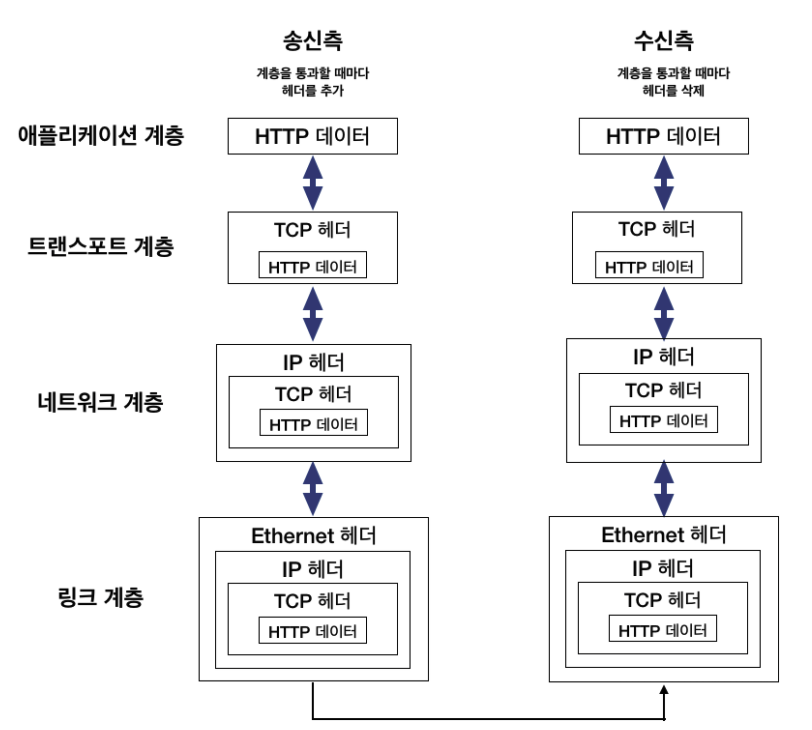 송신측
수신측
계층을 통과할 때마다
헤더를 추가
계층을 통과할 때마다
헤더를 삭제
애플리케이션 계층
HTTP 데이터
HTTP 데이터
트랜스포트 계층
TCP 헤더
HTTP 데이터
TCP 헤더
HTTP 데이터
네트워크 계층
IP 헤더
TCP 헤더
HTTP 데이터
IP 헤더
TCP 헤더
HTTP 데이터
링크 계층
Ethernet 헤더
IP 헤더
TCP 헤더
HTTP 데이터
Ethernet 헤더
IP 헤더
TCP 헤더
HTTP 데이터